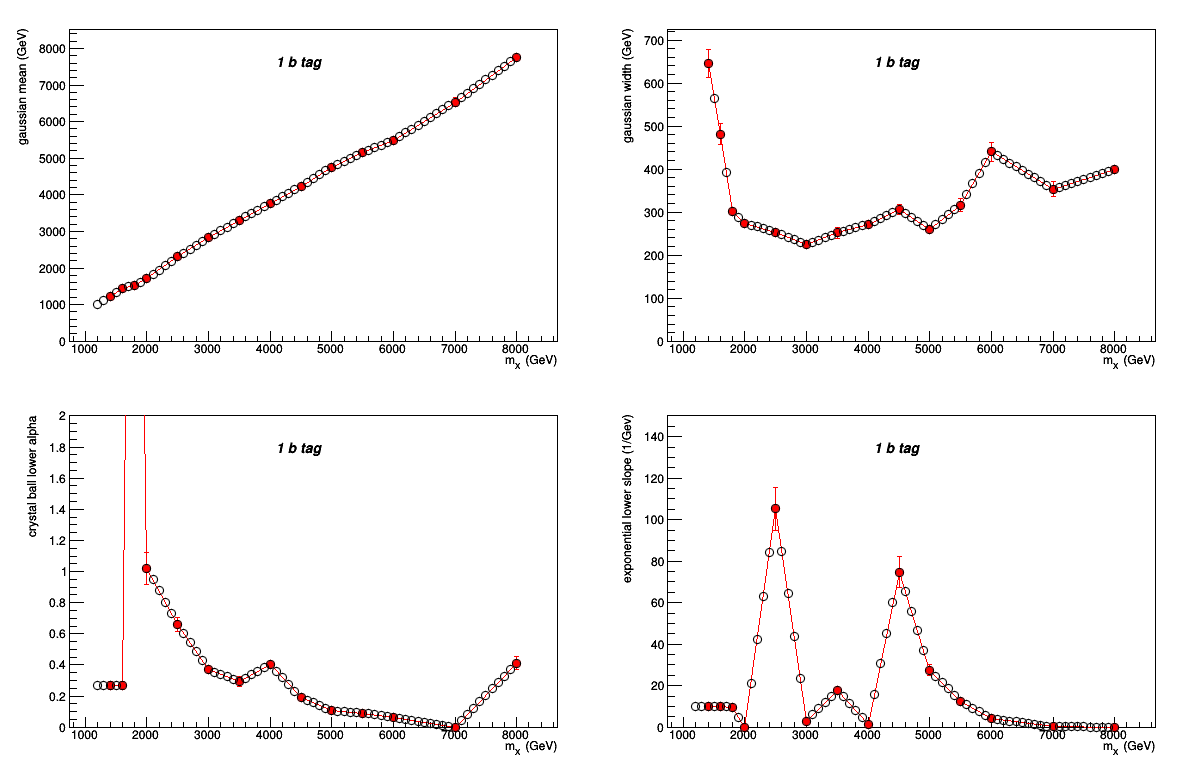 gaussian mean (GeV)
1 b tag
8000
7000
6000
5000
4000
3000
2000
1000
0
1000 2000 3000 4000 5000 6000 7000 8000
mx (GeV)
gaussian width (GeV)
1 b tag
700
600
500
400
300
200
100
0
1000 2000 3000 4000 5000 6000 7000 8000
mx (GeV)
crystal ball lower alpha
1 b tag
2
1.8
1.6
1.4
1.2
1
0.8
0.6
0.4
0.2
0
1000 2000 3000 4000 5000 6000 7000 8000
mx (GeV)
exponential lower slope (1/Gev)
1 b tag
140
120
100
80
60
40
20
0
1000 2000 3000 4000 5000 6000 7000 8000
mx (GeV)